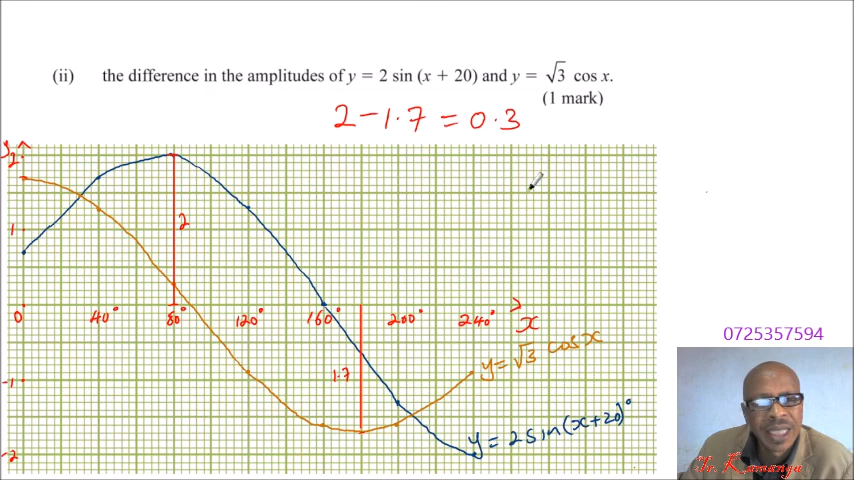 (ii) the difference in the amplitudes of y = 2 sin (x + 20) and y = √3 cos x.
(1 mark)
2 - 1.7 = 0.3
y
2
2
1
0° 40° 80° 120° 160° 200° 240° x
y = √3 cos x
-1
1.7
y = 2 sin (x+20)°
-2
0725357594
Tr. Kamangu